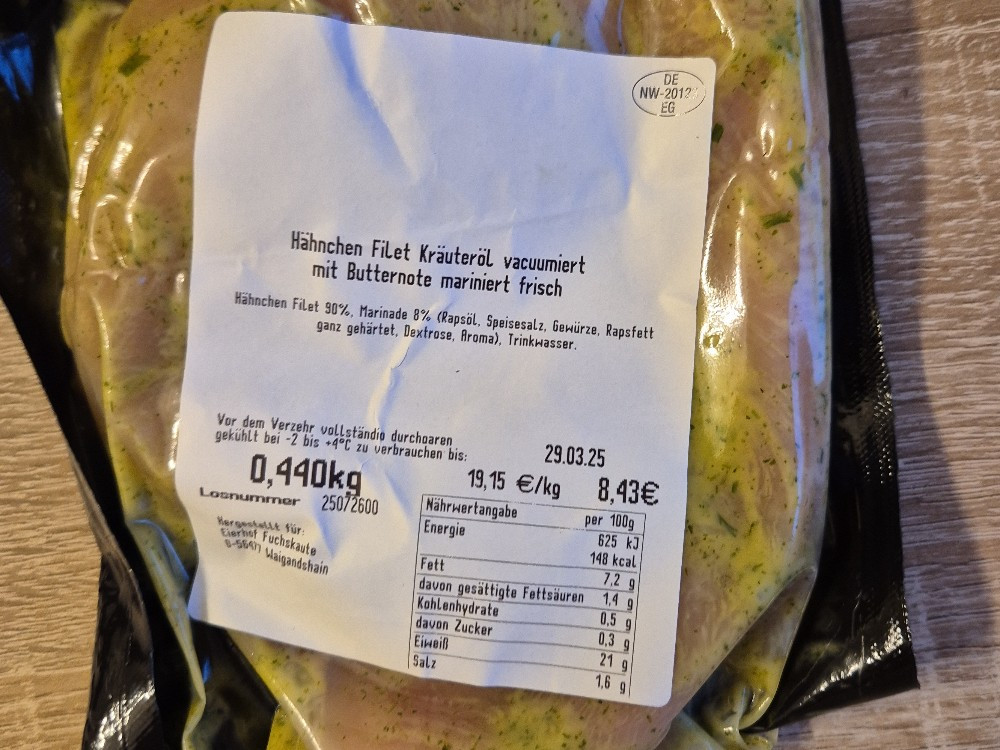 DE
NW-2012
EG
Hähnchen Filet Kräuteröl vacuumiert
mit Butternote mariniert frisch
Hähnchen Filet 90%, Marinade 8% (Rapsöl, Speisesalz, Gewürze, Rapsfett
ganz gehärtet, Dextrose, Aroma), Trinkwasser.
Vor dem Verzehr vollständig durchgaren
gekühlt bei -2 bis +4°C zu verbrauchen bis:
29.03.25
0,440kg
19,15 €/kg
8,43€
Losnummer 25072600
Hergestellt für:
Eierhof Fuchskaute
D-56477 Waigandshain
Nährwertangabe per 100g
Energie 625 kJ
148 kcal
Fett 7,2 g
davon gesättigte Fettsäuren 1,4 g
Kohlenhydrate 0,5 g
davon Zucker 0,3 g
Eiweiß 21 g
Salz 1,6 g